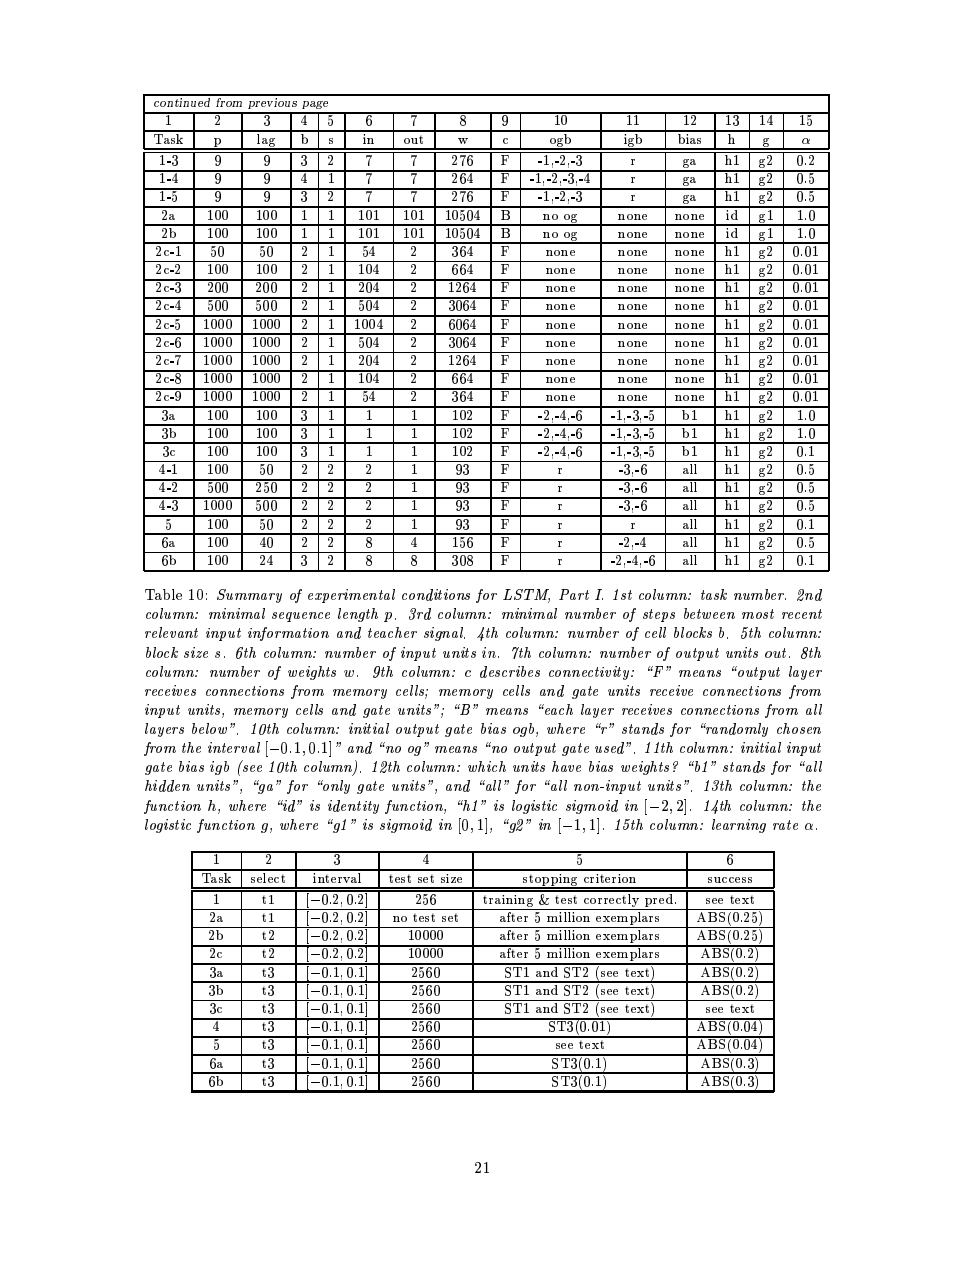 continued from previous page
1 2 3 4 5 6 7 8 9 10 11 12 13 14 15
Task p lag b s in out w c ogb igb bias h g α
1-3 9 9 3 2 7 7 276 F -1,-2,-3 r ga h1 g2 0.2
1-4 9 9 4 1 7 7 264 F -1,-2,-3,-4 r ga h1 g2 0.5
1-5 9 9 3 2 7 7 276 F -1,-2,-3 r ga h1 g2 0.5
2a 100 100 1 1 101 101 10504 B no og none none id g1 1.0
2b 100 100 1 1 101 101 10504 B no og none none id g1 1.0
2c-1 50 50 2 1 54 2 364 F none none none h1 g2 0.01
2c-2 100 100 2 1 104 2 664 F none none none h1 g2 0.01
2c-3 200 200 2 1 204 2 1264 F none none none h1 g2 0.01
2c-4 500 500 2 1 504 2 3064 F none none none h1 g2 0.01
2c-5 1000 1000 2 1 1004 2 6064 F none none none h1 g2 0.01
2c-6 1000 1000 2 1 504 2 3064 F none none none h1 g2 0.01
2c-7 1000 1000 2 1 204 2 1264 F none none none h1 g2 0.01
2c-8 1000 1000 2 1 104 2 664 F none none none h1 g2 0.01
2c-9 1000 1000 2 1 54 2 364 F none none none h1 g2 0.01
3a 100 100 3 1 1 1 102 F -2,-4,-6 -1,-3,-5 b1 h1 g2 1.0
3b 100 100 3 1 1 1 102 F -2,-4,-6 -1,-3,-5 b1 h1 g2 1.0
3c 100 100 3 1 1 1 102 F -2,-4,-6 -1,-3,-5 b1 h1 g2 0.1
4-1 100 50 2 2 2 1 93 F r -3,-6 all h1 g2 0.5
4-2 500 250 2 2 2 1 93 F r -3,-6 all h1 g2 0.5
4-3 1000 500 2 2 2 1 93 F r -3,-6 all h1 g2 0.5
5 100 50 2 2 2 1 93 F r r all h1 g2 0.1
6a 100 40 2 2 8 4 156 F r -2,-4 all h1 g2 0.5
6b 100 24 3 2 8 8 308 F r -2,-4,-6 all h1 g2 0.1
Table 10: Summary of experimental conditions for LSTM, Part I. 1st column: task number. 2nd
column: minimal sequence length p. 3rd column: minimal number of steps between most recent
relevant input information and teacher signal. 4th column: number of cell blocks b. 5th column:
block size s. 6th column: number of input units in. 7th column: number of output units out. 8th
column: number of weights w. 9th column: c describes connectivity: “F” means “output layer
receives connections from memory cells; memory cells and gate units receive connections from
input units, memory cells and gate units”; “B” means “each layer receives connections from all
layers below”. 10th column: initial output gate bias ogb, where “r” stands for “randomly chosen
from the interval [−0.1, 0.1]” and “no og” means “no output gate used”. 11th column: initial input
gate bias igb (see 10th column). 12th column: which units have bias weights? “b1” stands for “all
hidden units”, “ga” for “only gate units”, and “all” for “all non-input units”. 13th column: the
function h, where “id” is identity function, “h1” is logistic sigmoid in [−2, 2]. 14th column: the
logistic function g, where “g1” is sigmoid in [0, 1], “g2” in [−1, 1]. 15th column: learning rate α.
1 2 3 4 5 6
Task select interval test set size stopping criterion success
1 t1 [−0.2, 0.2] 256 training & test correctly pred. see text
2a t1 [−0.2, 0.2] no test set after 5 million exemplars ABS(0.25)
2b t2 [−0.2, 0.2] 10000 after 5 million exemplars ABS(0.25)
2c t2 [−0.2, 0.2] 10000 after 5 million exemplars ABS(0.2)
3a t3 [−0.1, 0.1] 2560 ST1 and ST2 (see text) ABS(0.2)
3b t3 [−0.1, 0.1] 2560 ST1 and ST2 (see text) ABS(0.2)
3c t3 [−0.1, 0.1] 2560 ST1 and ST2 (see text) see text
4 t3 [−0.1, 0.1] 2560 ST3(0.01) ABS(0.04)
5 t3 [−0.1, 0.1] 2560 see text ABS(0.04)
6a t3 [−0.1, 0.1] 2560 ST3(0.1) ABS(0.3)
6b t3 [−0.1, 0.1] 2560 ST3(0.1) ABS(0.3)
21